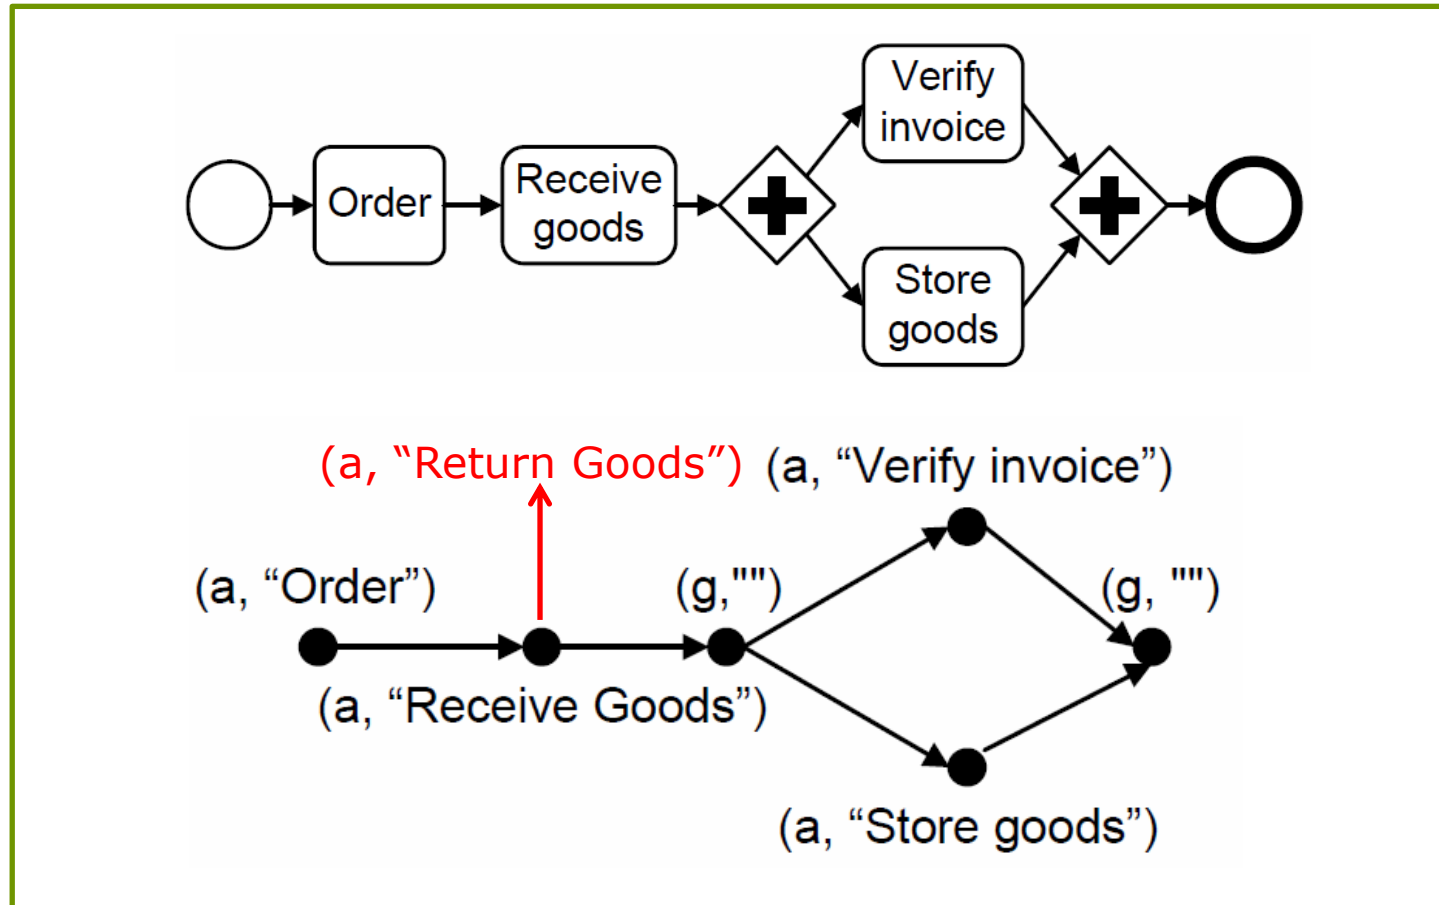 Verify
invoice
Order
Receive
goods
Store
goods
(a, “Return Goods”) (a, “Verify invoice”)
(a, “Order”) (g,"") (g, "")
(a, “Receive Goods”)
(a, “Store goods”)